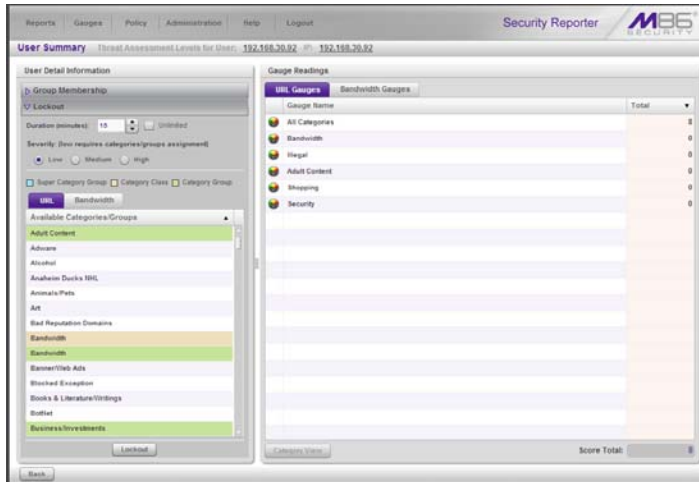 Reports Gauges Policy Administration Help Logout
Security Reporter
M86 SECURITY
User Summary Threat Assessment Levels for User: 192.168.30.92 IP: 192.168.30.92
User Detail Information
Group Membership
Lockout
Duration (minutes): 10 Unlimited
Severity: (low requires categories/groups assignment)
Low Medium High
Super Category Group Category Class Category Group
URL Bandwidth
Available Categories/Groups
Adult Content
Adware
Alcohol
Anaheim Ducks NHL
Animals/Pets
Art
Bad Reputation Domains
Bandwidth
Bandwidth
Banner/Web Ads
Blocked Exception
Books & Literature/Writings
BotNet
Business/Investments
Lockout
Gauge Readings
URL Gauges Bandwidth Gauges
Gauge Name Total
All Categories 8
Bandwidth 0
Illegal 0
Adult Content 0
Shopping 0
Security 0
Category View Score Total: 8
Back